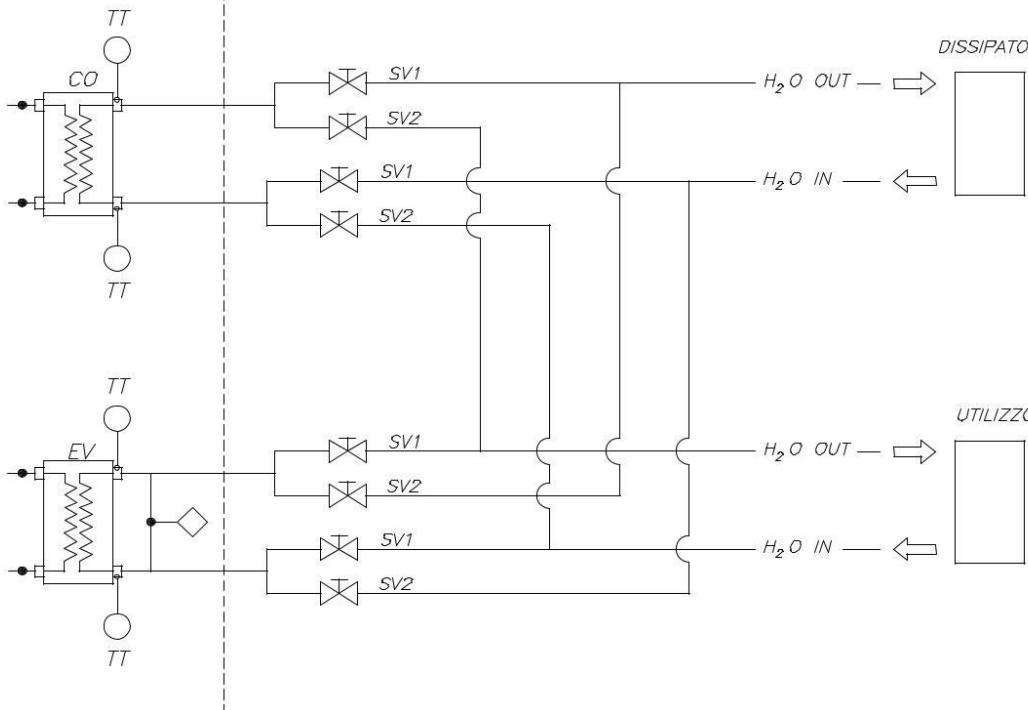 TT
CO
SV1
H₂O OUT
DISSIPATO
SV2
SV1
H₂O IN
SV2
TT
TT
EV
SV1
H₂O OUT
UTILIZZO
SV2
SV1
H₂O IN
SV2
TT